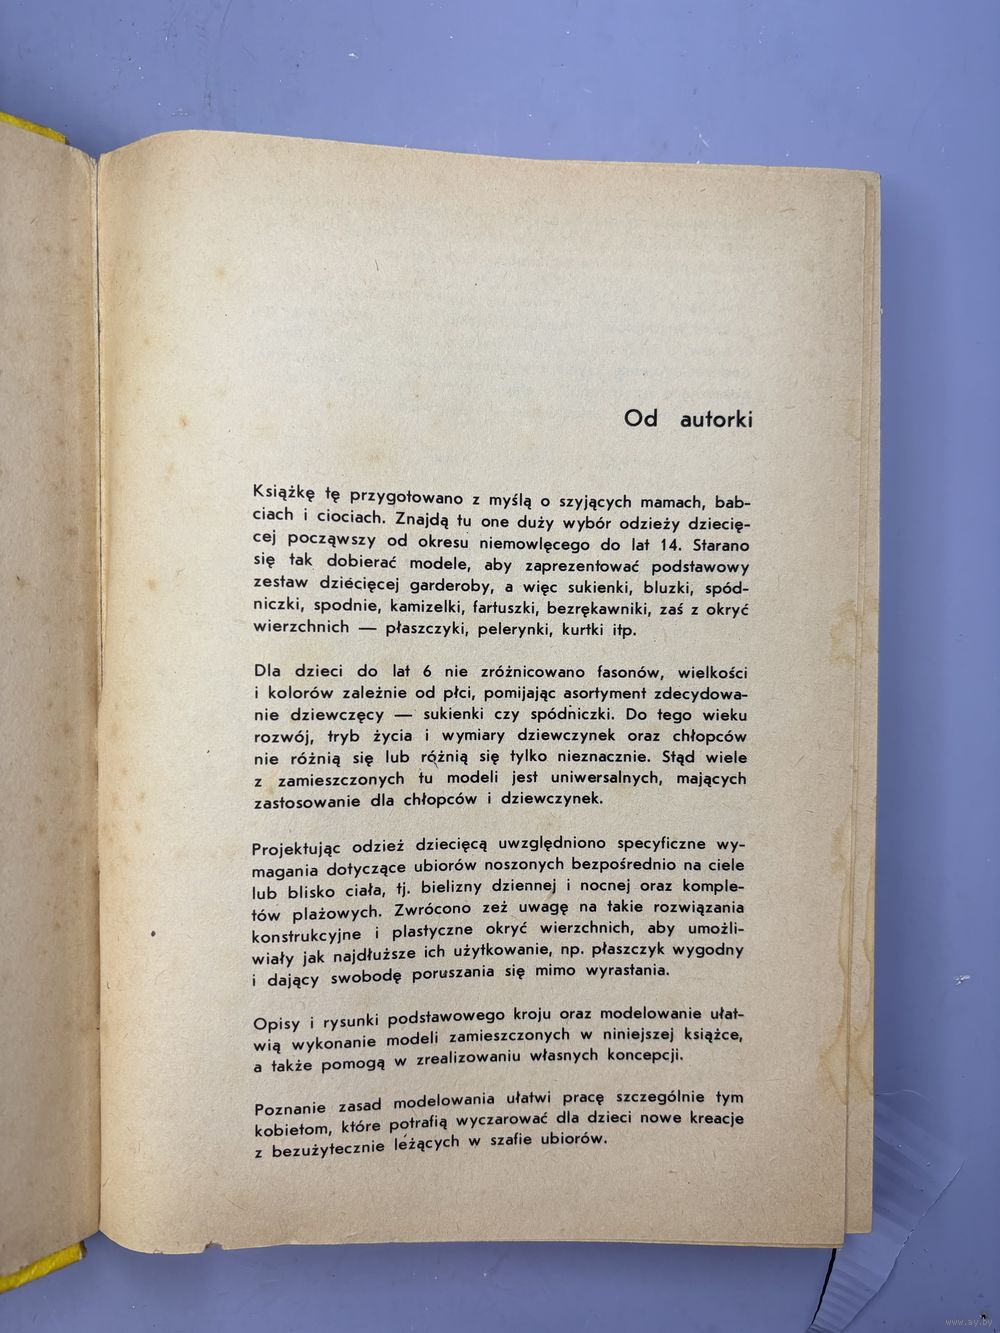 Od autorki
Książkę tę przygotowano z myślą o szyjących mamach, bab-
ciach i ciociach. Znajdą tu one duży wybór odzieży dziecię-
cej począwszy od okresu niemowlęcego do lat 14. Starano
się tak dobierać modele, aby zaprezentować podstawowy
zestaw dziécięcej garderoby, a więc sukienki, bluzki, spód-
niczki, spodnie, kamizelki, fartuszki, bezrękawniki, zaś z okryć
wierzchnich — płaszczyki, pelerynki, kurtki itp.
Dla dzieci do lat 6 nie zróżnicowano fasonów, wielkości
i kolorów zależnie od płci, pomijając asortyment zdecydowa-
nie dziewczęcy — sukienki czy spódniczki. Do tego wieku
rozwój, tryb życia i wymiary dziewczynek oraz chłopców
nie różnią się lub różnią się tylko nieznacznie. Stąd wiele
z zamieszczonych tu modeli jest uniwersalnych, mających
zastosowanie dla chłopców i dziewczynek.
Projektując odzież dziecięcą uwzględniono specyficzne wy-
magania dotyczące ubiorów noszonych bezpośrednio na ciele
lub blisko ciała, tj. bielizny dziennej i nocnej oraz komple-
tów plażowych. Zwrócono zeż uwagę na takie rozwiązania
konstrukcyjne i plastyczne okryć wierzchnich, aby umożli-
wiały jak najdłuższe ich użytkowanie, np. płaszczyk wygodny
i dający swobodę poruszania się mimo wyrastania.
Opisy i rysunki podstawowego kroju oraz modelowanie ułat-
wią wykonanie modeli zamieszczonych w niniejszej książce,
a także pomogą w zrealizowaniu własnych koncepcji.
Poznanie zasad modelowania ułatwi pracę szczególnie tym
kobietom, które potrafią wyczarować dla dzieci nowe kreacje
z bezużytecznie leżących w szafie ubiorów.
www.ay.by